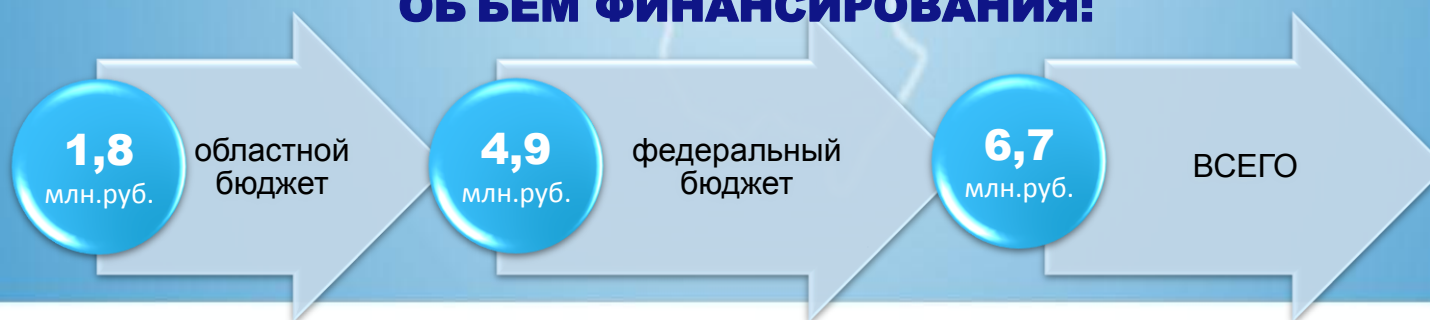 ОБЪЕМ ФИНАНСИРОВАНИЯ:
1,8
млн.руб.
областной
бюджет
4,9
млн.руб.
федеральный
бюджет
6,7
млн.руб.
ВСЕГО